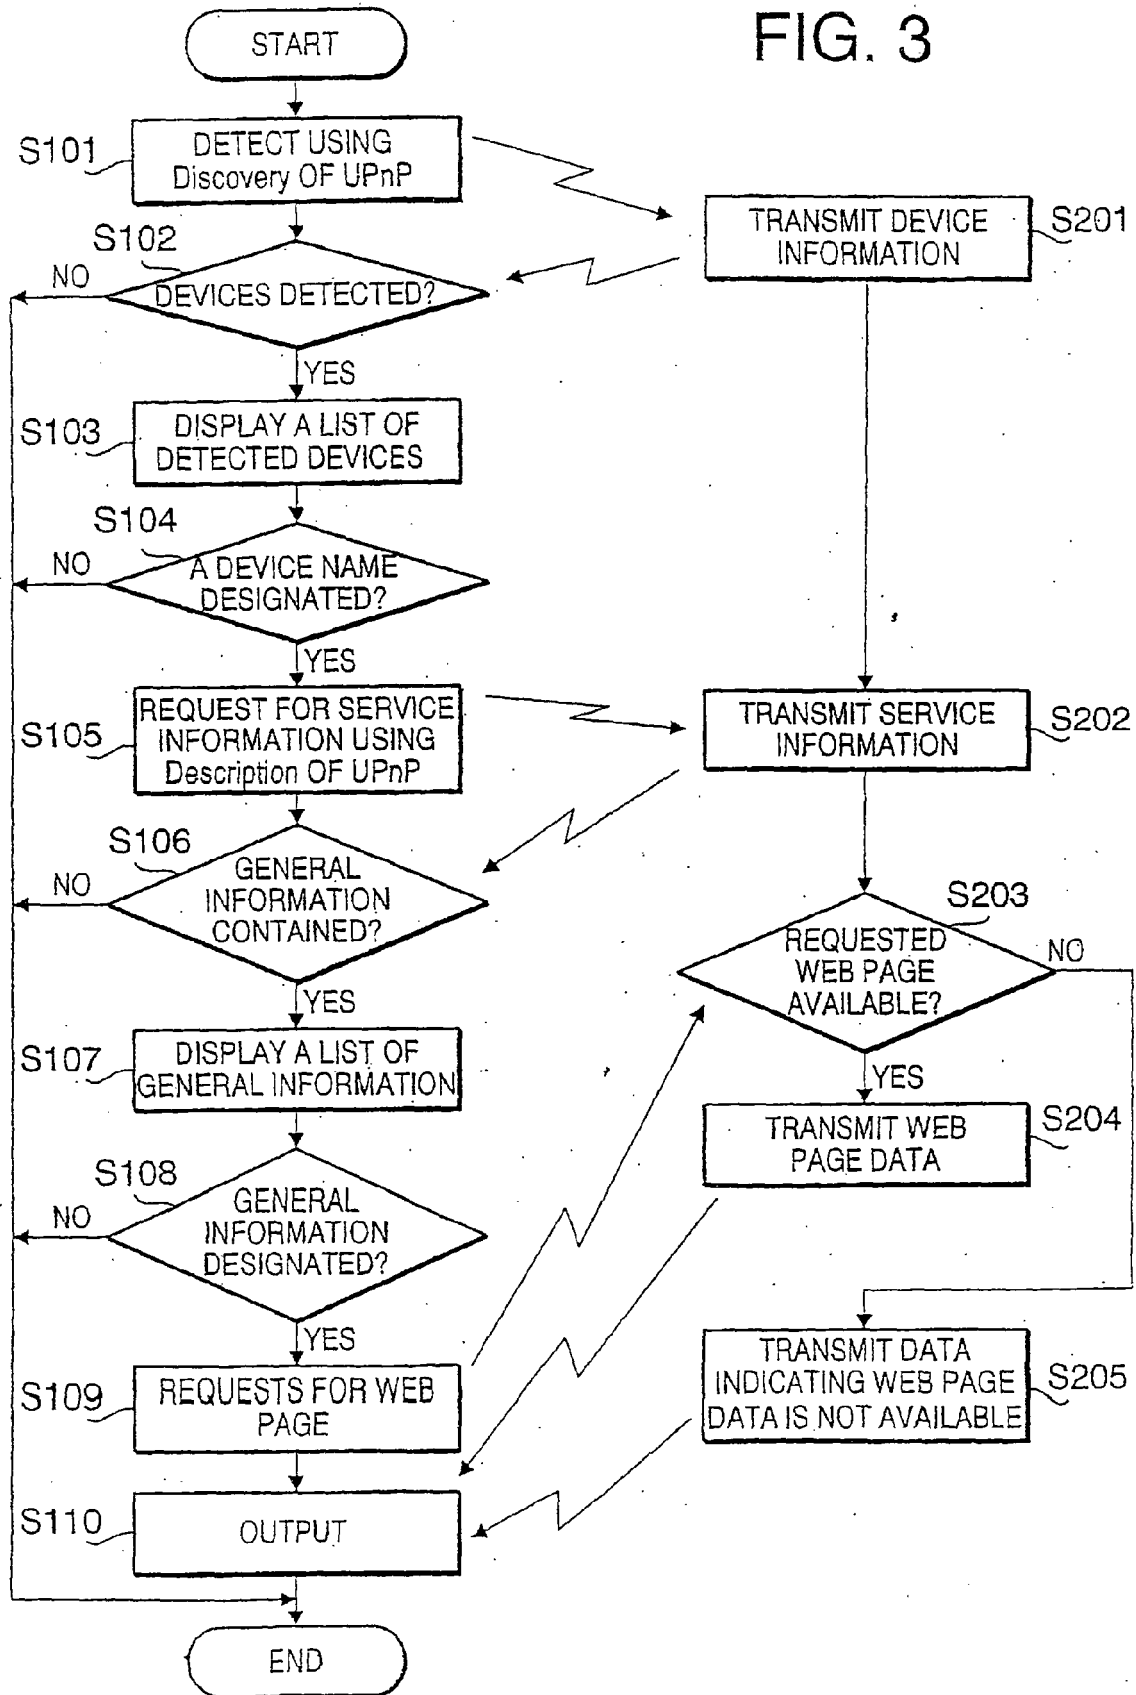 FIG. 3
START
S101
DETECT USING
Discovery OF UPnP
S201
TRANSMIT DEVICE
INFORMATION
S102
NO
DEVICES DETECTED?
YES
S103
DISPLAY A LIST OF
DETECTED DEVICES
S104
NO
A DEVICE NAME
DESIGNATED?
YES
S105
REQUEST FOR SERVICE
INFORMATION USING
Description OF UPnP
TRANSMIT SERVICE
INFORMATION
S202
S106
NO
GENERAL
INFORMATION
CONTAINED?
YES
S203
REQUESTED
WEB PAGE
AVAILABLE?
NO
YES
S107
DISPLAY A LIST OF
GENERAL INFORMATION
TRANSMIT WEB
PAGE DATA
S204
S108
NO
GENERAL
INFORMATION
DESIGNATED?
YES
S109
REQUESTS FOR WEB
PAGE
TRANSMIT DATA
INDICATING WEB PAGE
DATA IS NOT AVAILABLE
S205
S110
OUTPUT
END